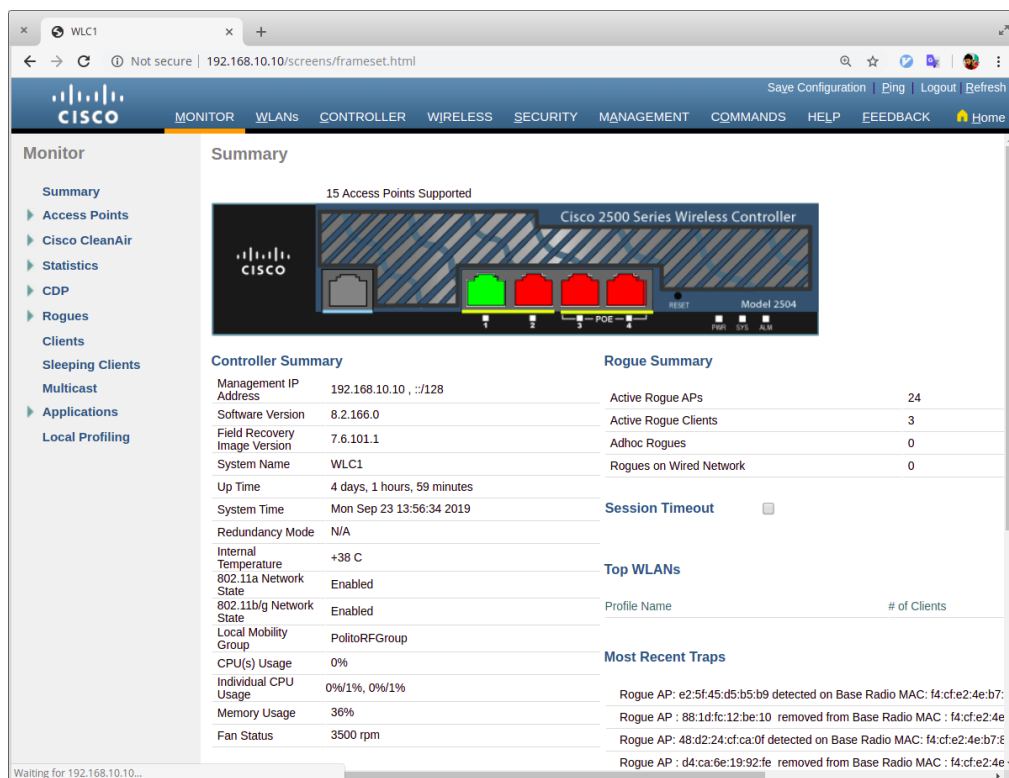 WLC1
Not secure | 192.168.10.10/screens/frameset.html
Save Configuration | Ping | Logout | Refresh
CISCO
MONITOR WLANs CONTROLLER WIRELESS SECURITY MANAGEMENT COMMANDS HELP FEEDBACK Home
Monitor
Summary
Access Points
Cisco CleanAir
Statistics
CDP
Rogues
Clients
Sleeping Clients
Multicast
Applications
Local Profiling
Summary
15 Access Points Supported
Cisco 2500 Series Wireless Controller
CISCO
RESET
Model 2504
1 2 3 POE 4
PWR SYS ALM
Controller Summary
Management IP
Address 192.168.10.10 , ::/128
Software Version 8.2.166.0
Field Recovery
Image Version 7.6.101.1
System Name WLC1
Up Time 4 days, 1 hours, 59 minutes
System Time Mon Sep 23 13:56:34 2019
Redundancy Mode N/A
Internal
Temperature +38 C
802.11a Network
State Enabled
802.11b/g Network
State Enabled
Local Mobility
Group PolitoRFGroup
CPU(s) Usage 0%
Individual CPU
Usage 0%/1%, 0%/1%
Memory Usage 36%
Fan Status 3500 rpm
Rogue Summary
Active Rogue APs 24
Active Rogue Clients 3
Adhoc Rogues 0
Rogues on Wired Network 0
Session Timeout
Top WLANs
Profile Name # of Clients
Most Recent Traps
Rogue AP: e2:5f:45:d5:b5:b9 detected on Base Radio MAC: f4:cf:e2:4e:b7:
Rogue AP : 88:1d:fc:12:be:10 removed from Base Radio MAC : f4:cf:e2:4e
Rogue AP: 48:d2:24:cf:ca:0f detected on Base Radio MAC: f4:cf:e2:4e:b7:8
Rogue AP : d4:ca:6e:19:92:fe removed from Base Radio MAC : f4:cf:e2:4e
Waiting for 192.168.10.10...